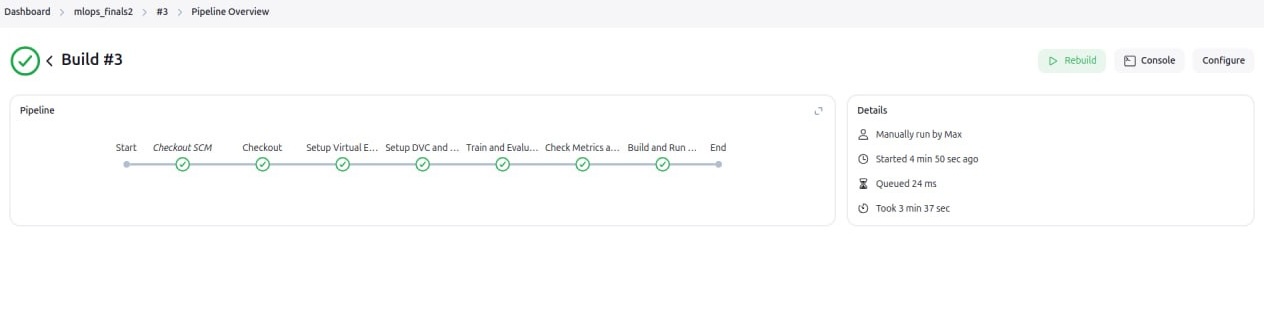 Dashboard > mlops_finals2 > #3 > Pipeline Overview
Build #3
Rebuild
Console
Configure
Pipeline
Start Checkout SCM Checkout Setup Virtual E... Setup DVC and ... Train and Evalu... Check Metrics a... Build and Run ... End
Details
Manually run by Max
Started 4 min 50 sec ago
Queued 24 ms
Took 3 min 37 sec